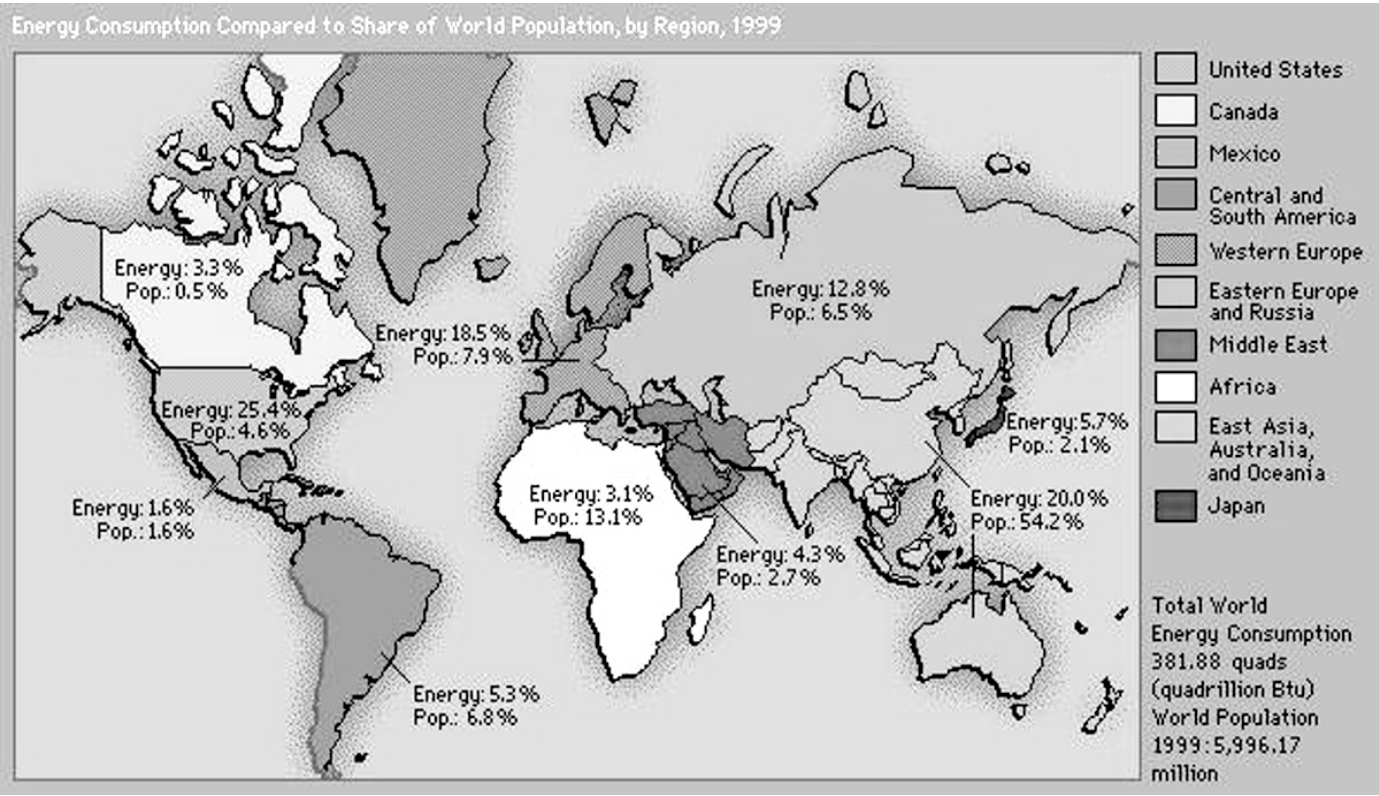 Energy Consumption Compared to Share of World Population, by Region, 1999
United States
Canada
Mexico
Central and
South America
Western Europe
Eastern Europe
and Russia
Middle East
Africa
East Asia,
Australia,
and Oceania
Japan
Energy: 3.3%
Pop.: 0.5%
Energy: 12.8%
Pop.: 6.5%
Energy: 18.5%
Pop.: 7.9%
Energy: 25.4%
Pop.: 4.6%
Energy: 5.7%
Pop.: 2.1%
Energy: 1.6%
Pop.: 1.6%
Energy: 3.1%
Pop.: 13.1%
Energy: 20.0%
Pop.: 54.2%
Energy: 4.3%
Pop.: 2.7%
Energy: 5.3%
Pop.: 6.8%
Total World
Energy Consumption
381.88 quads
(quadrillion Btu)
World Population
1999:5,996.17
million